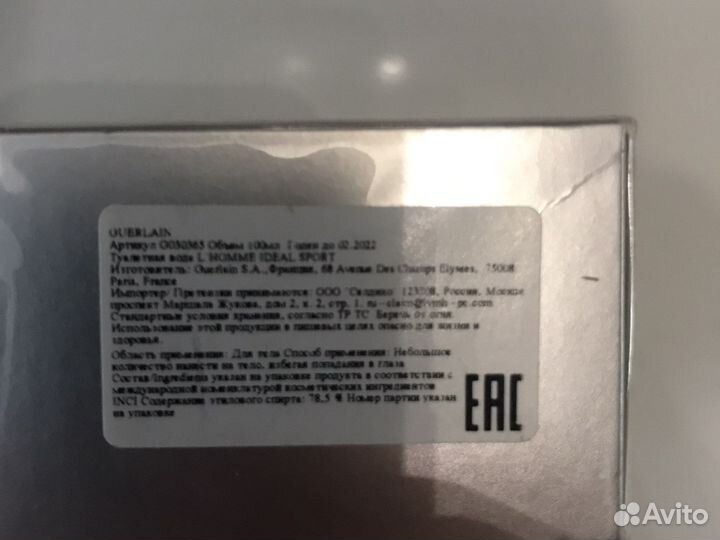 GUERLAIN
Артикул G030365 Объем 100мл Годен до 02.2022
Туалетная вода L'HOMME IDEAL SPORT
Изготовитель: Guerlain S.A., Франция, 68 Avenue Des Champs Elysees, 75008
Paris, France
Импортер/ Претензии принимаются: ООО "Селдико" 123308, Россия, Москва
проспект Маршала Жукова, дом 2, к. 2, стр. 1.
Стандартные условия хранения, согласно ТР ТС. Беречь от огня.
Использование этой продукции в пищевых целях опасно для жизни и
здоровья.
Область применения: Для тела Способ применения: Небольшое
количество нанести на тело, избегая попадания в глаза
Состав/Ingredients указан на упаковке продукта в соответствии с
международной номенклатурой косметических ингредиентов
INCI Содержание этилового спирта: 78,5 % Номер партии указан
на упаковке
EAC
Avito